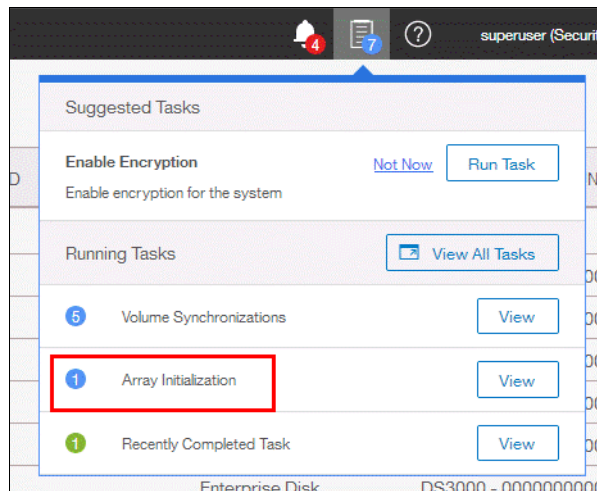 4
7
superuser (Securit
Suggested Tasks
Enable Encryption
Not Now
Run Task
Enable encryption for the system
Running Tasks
View All Tasks
5 Volume Synchronizations
View
1 Array Initialization
View
1 Recently Completed Task
View
Enterprise Disk
DS3000 - 0000000000